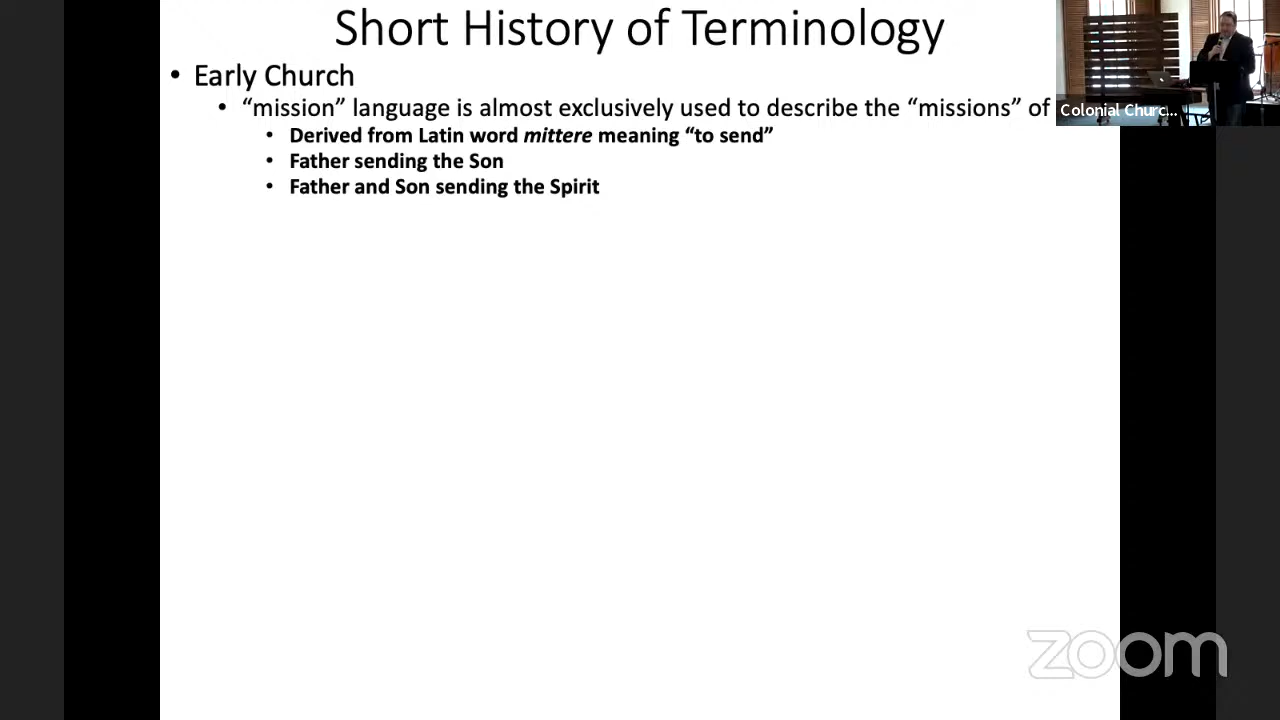 Short History of Terminology
• Early Church
• “mission” language is almost exclusively used to describe the “missions” of
• Derived from Latin word mittere meaning “to send”
• Father sending the Son
• Father and Son sending the Spirit
Colonial Churc...
zoom